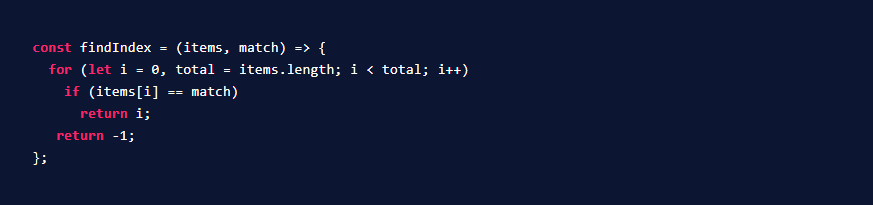 const findIndex = (items, match) => {
  for (let i = 0, total = items.length; i < total; i++)
    if (items[i] == match)
      return i;
   return -1;
};